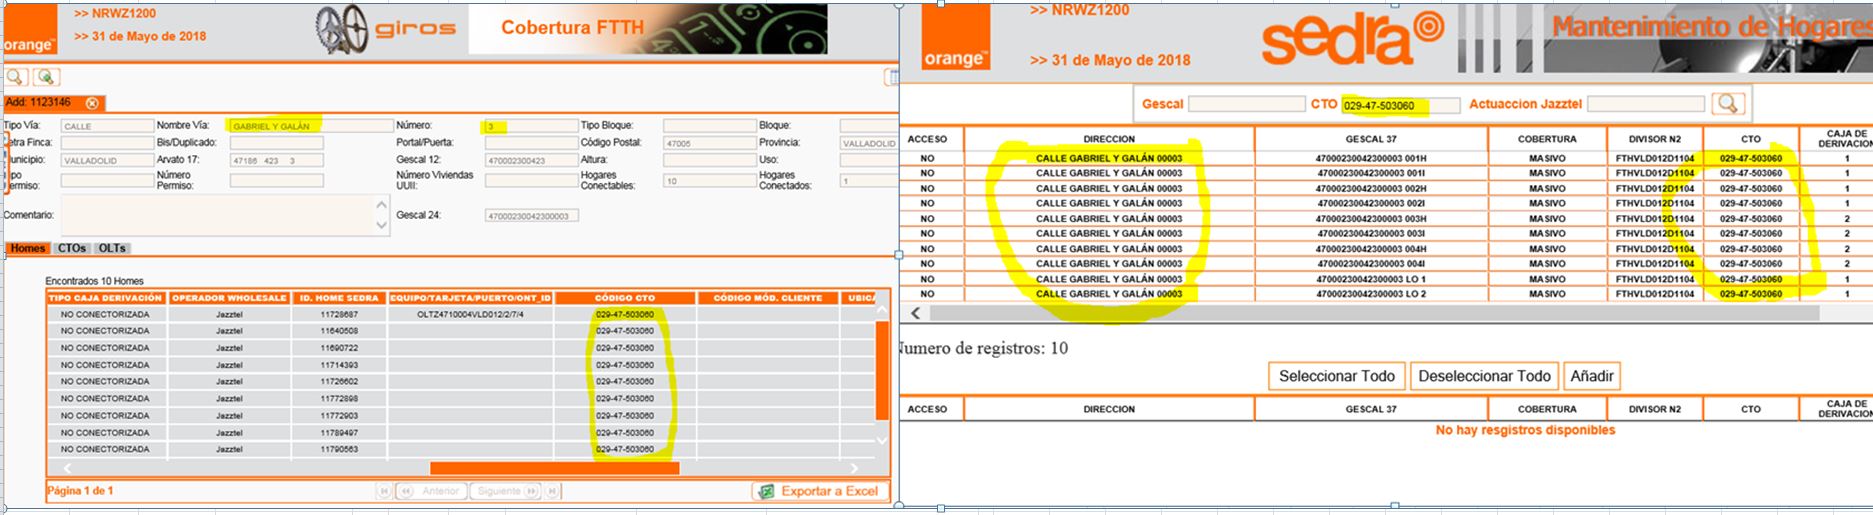 >> NRWZ1200
>> 31 de Mayo de 2018
orange™
giros
Cobertura FTTH
Add: 1123146
Tipo Vía: CALLE Nombre Vía: GABRIEL Y GALÁN Número: 3 Tipo Bloque: Bloque:
etra Finca: Bis/Duplicado: Portal/Puerta: Código Postal: 47005 Provincia: VALLADOLID
unicipio: VALLADOLID Arvato 17: 47186 423 3 Gescal 12: 470002300423 Altura: Uso:
po Permiso: Número Permiso: Número Viviendas UUII: Hogares Conectables: 10 Hogares Conectados: 1
Comentario: Gescal 24: 47000230042300003
Homes CTOs OLTs
Encontrados 10 Homes
TIPO CAJA DERIVACIÓN OPERADOR WHOLESALE ID. HOME SEDRA EQUIPO/TARJETA/PUERTO/ONT_ID CÓDIGO CTO CÓDIGO MÓD. CLIENTE UBICA
NO CONECTORIZADA Jazztel 11728687 OLTZ4710004VLD012/2/7/4 029-47-503060
NO CONECTORIZADA Jazztel 11640508 029-47-503060
NO CONECTORIZADA Jazztel 11690722 029-47-503060
NO CONECTORIZADA Jazztel 11714393 029-47-503060
NO CONECTORIZADA Jazztel 11726602 029-47-503060
NO CONECTORIZADA Jazztel 11772898 029-47-503060
NO CONECTORIZADA Jazztel 11772903 029-47-503060
NO CONECTORIZADA Jazztel 11789497 029-47-503060
NO CONECTORIZADA Jazztel 11790563 029-47-503060
Página 1 de 1 Anterior Siguiente Exportar a Excel
>> NRWZ1200
>> 31 de Mayo de 2018
orange™
sedra
Mantenimiento de Hogares
Gescal CTO 029-47-503060 Actuaccion Jazztel
ACCESO DIRECCION GESCAL 37 COBERTURA DIVISOR N2 CTO CAJA DE DERIVACION
NO CALLE GABRIEL Y GALÁN 00003 47000230042300003 001H MASIVO FTHVLD012D1104 029-47-503060 1
NO CALLE GABRIEL Y GALÁN 00003 47000230042300003 001I MASIVO FTHVLD012D1104 029-47-503060 1
NO CALLE GABRIEL Y GALÁN 00003 47000230042300003 002H MASIVO FTHVLD012D1104 029-47-503060 1
NO CALLE GABRIEL Y GALÁN 00003 47000230042300003 002I MASIVO FTHVLD012D1104 029-47-503060 1
NO CALLE GABRIEL Y GALÁN 00003 47000230042300003 003H MASIVO FTHVLD012D1104 029-47-503060 2
NO CALLE GABRIEL Y GALÁN 00003 47000230042300003 003I MASIVO FTHVLD012D1104 029-47-503060 2
NO CALLE GABRIEL Y GALÁN 00003 47000230042300003 004H MASIVO FTHVLD012D1104 029-47-503060 2
NO CALLE GABRIEL Y GALÁN 00003 47000230042300003 004I MASIVO FTHVLD012D1104 029-47-503060 2
NO CALLE GABRIEL Y GALÁN 00003 47000230042300003 LO 1 MASIVO FTHVLD012D1104 029-47-503060 1
NO CALLE GABRIEL Y GALÁN 00003 47000230042300003 LO 2 MASIVO FTHVLD012D1104 029-47-503060 1
Numero de registros: 10
Seleccionar Todo Deseleccionar Todo Añadir
ACCESO DIRECCION GESCAL 37 COBERTURA DIVISOR N2 CTO CAJA DE DERIVACION
No hay resgistros disponibles